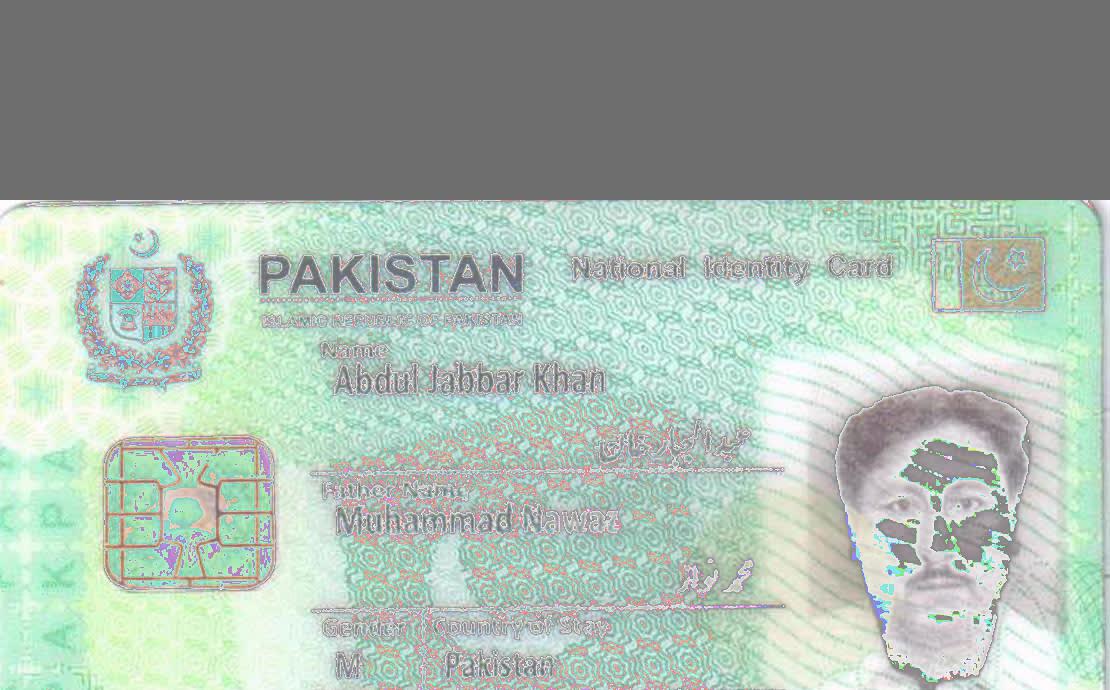 PAKISTAN National Identity Card
ISLAMIC REPUBLIC OF PAKISTAN
Name
Abdul Jabbar Khan
عبدالجبار خان
Father Name
Muhammad Nawaz
محمد نواز
Gender Country of Stay
M Pakistan